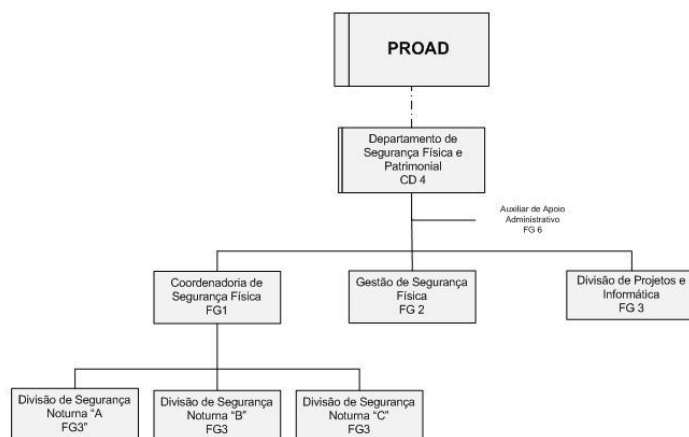 PROAD
Departamento de
Segurança Física e
Patrimonial
CD 4
Auxiliar de Apoio
Administrativo
FG 6
Coordenadoria de
Segurança Física
FG1
Gestão de Segurança
Física
FG 2
Divisão de Projetos e
Informática
FG 3
Divisão de Segurança
Noturna “A
FG3”
Divisão de Segurança
Noturna “B”
FG3
Divisão de Segurança
Noturna “C”
FG3